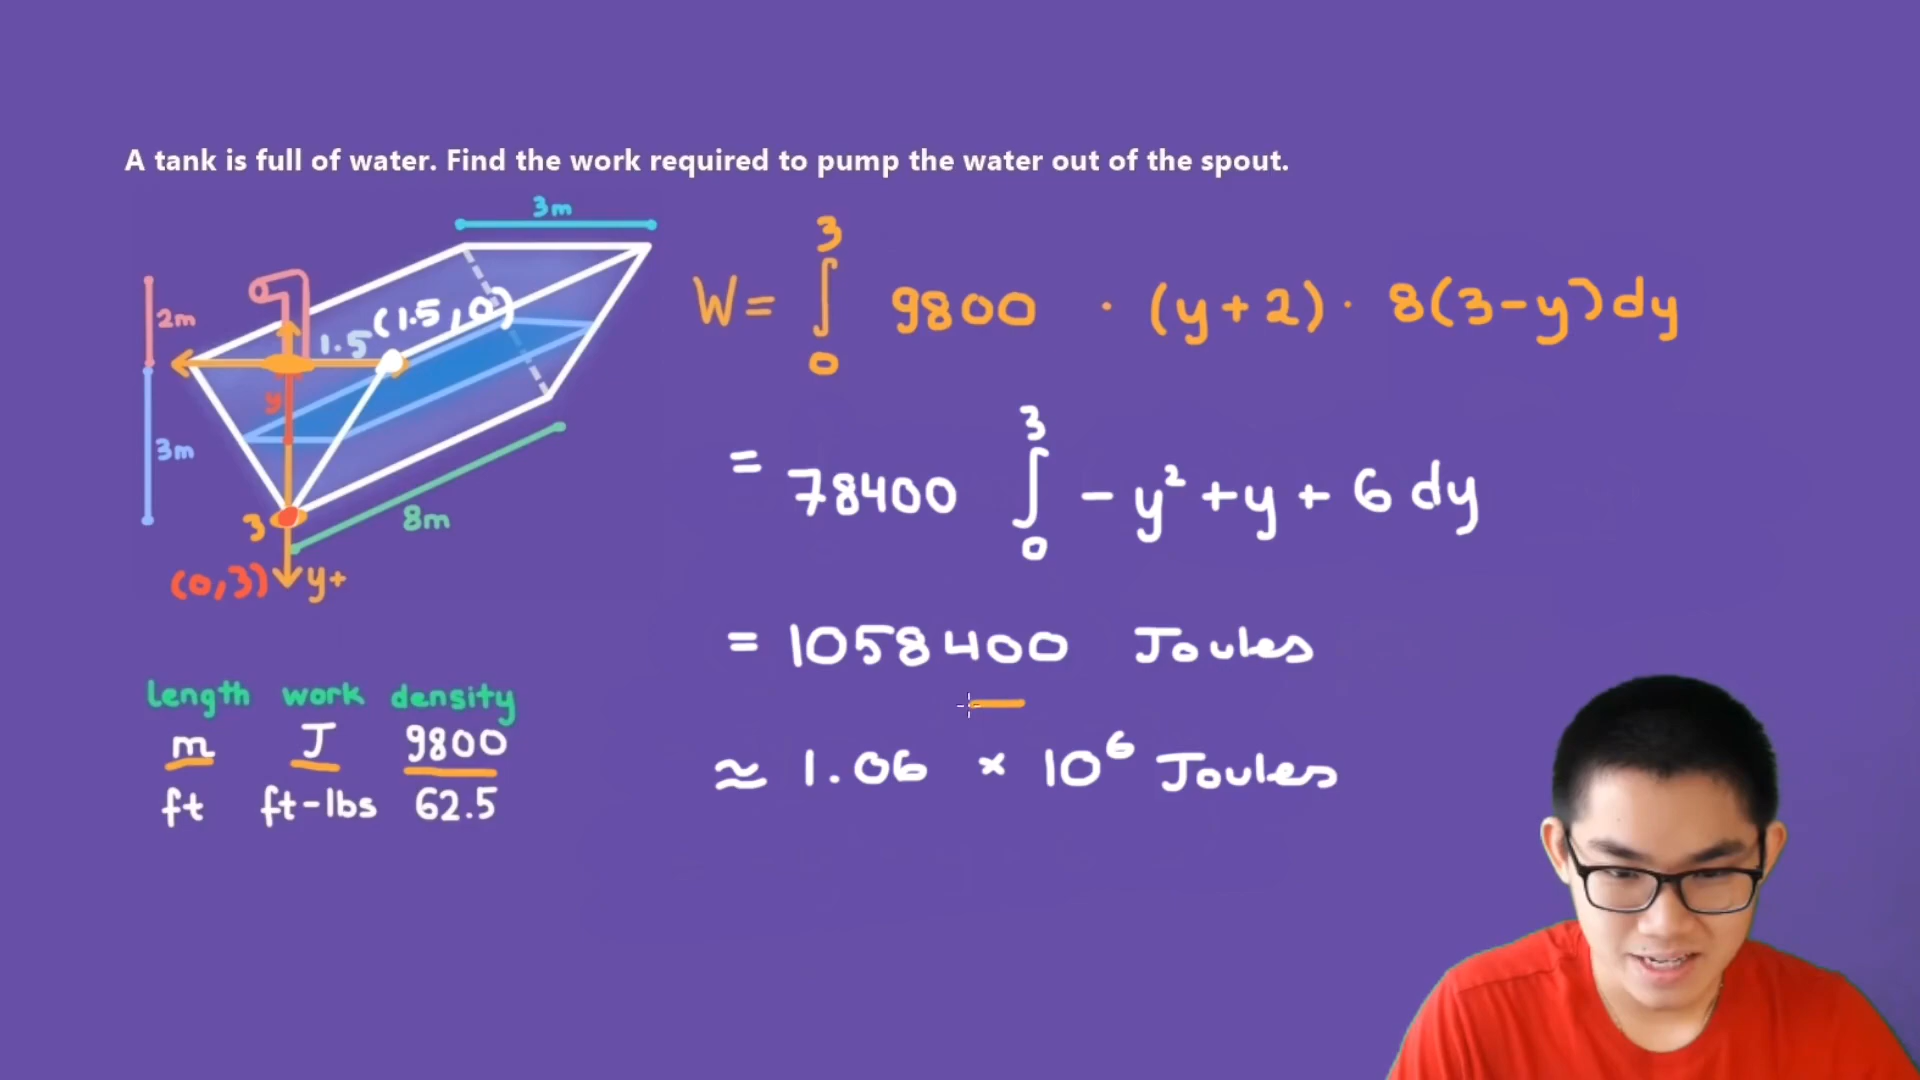 A tank is full of water. Find the work required to pump the water out of the spout.
3m
2m
1.5
(1.5,0)
y
3m
8m
3
(0,3)
y+
W = ∫₀³ 9800 · (y+2) · 8(3-y)dy
= 78400 ∫₀³ -y² + y + 6 dy
= 1058400 Joules
≈ 1.06 × 10⁶ Joules
length work density
m J 9800
ft ft-lbs 62.5